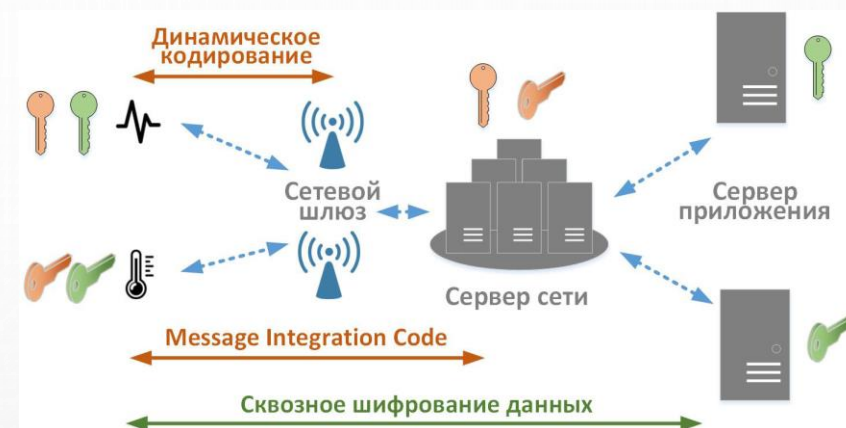 Динамическое
кодирование
Сетевой
шлюз
Сервер
приложения
Сервер сети
Message Integration Code
Сквозное шифрование данных